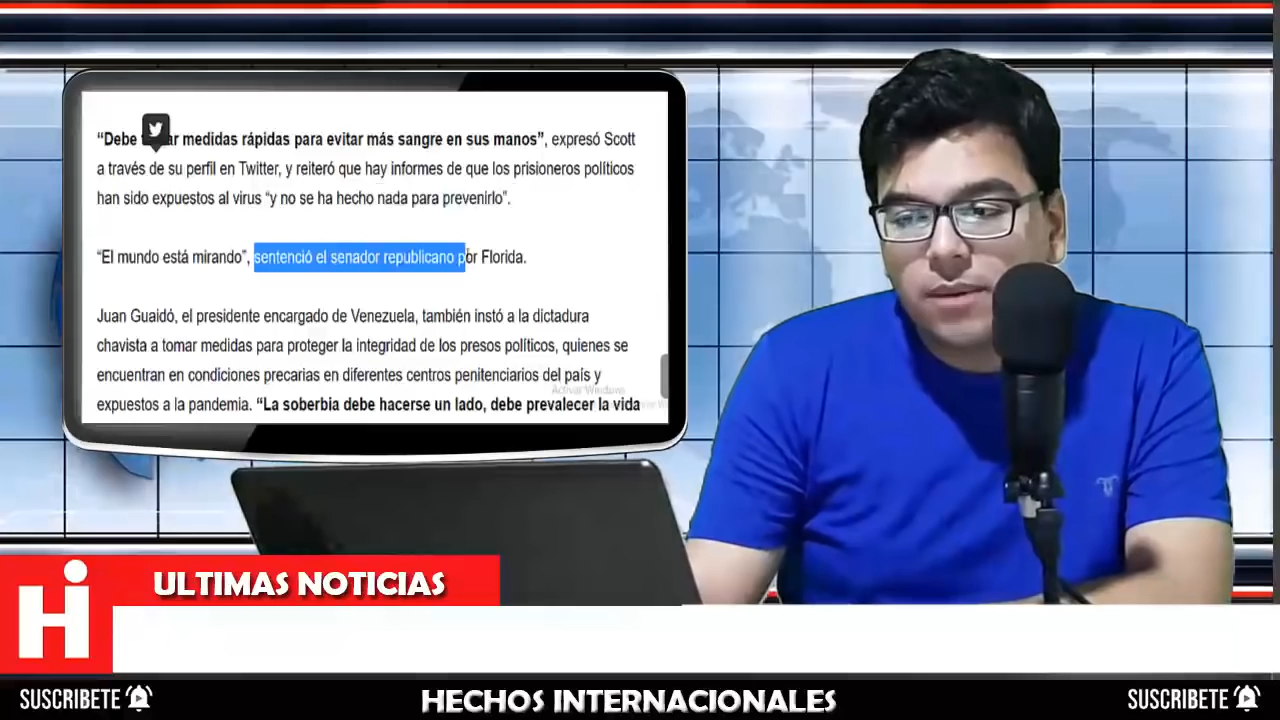 “Debe tomar medidas rápidas para evitar más sangre en sus manos”, expresó Scott
a través de su perfil en Twitter, y reiteró que hay informes de que los prisioneros políticos
han sido expuestos al virus “y no se ha hecho nada para prevenirlo”.
“El mundo está mirando”, sentenció el senador republicano por Florida.
Juan Guaidó, el presidente encargado de Venezuela, también instó a la dictadura
chavista a tomar medidas para proteger la integridad de los presos políticos, quienes se
encuentran en condiciones precarias en diferentes centros penitenciarios del país y
expuestos a la pandemia. “La soberbia debe hacerse un lado, debe prevalecer la vida
Activar Windows
Hi
ULTIMAS NOTICIAS
SUSCRIBETE
HECHOS INTERNACIONALES
SUSCRIBETE